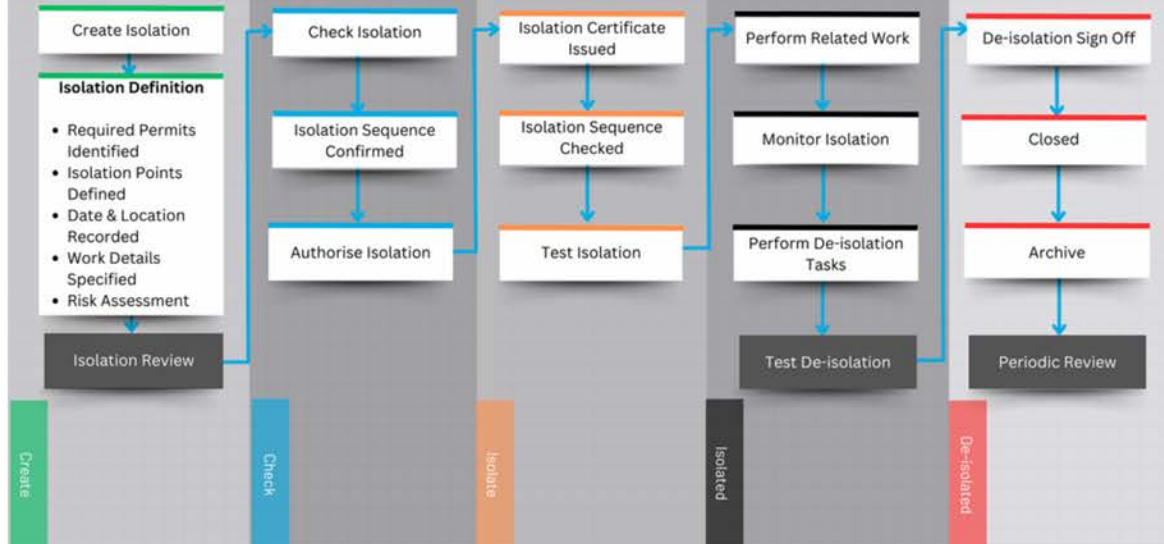 Create Isolation
Isolation Definition
• Required Permits
Identified
• Isolation Points
Defined
• Date & Location
Recorded
• Work Details
Specified
• Risk Assessment
Isolation Review
Create
Check Isolation
Isolation Sequence
Confirmed
Authorise Isolation
Check
Isolation Certificate
Issued
Isolation Sequence
Checked
Test Isolation
Isolate
Perform Related Work
Monitor Isolation
Perform De-isolation
Tasks
Test De-isolation
Isolated
De-isolation Sign Off
Closed
Archive
Periodic Review
De-isolated